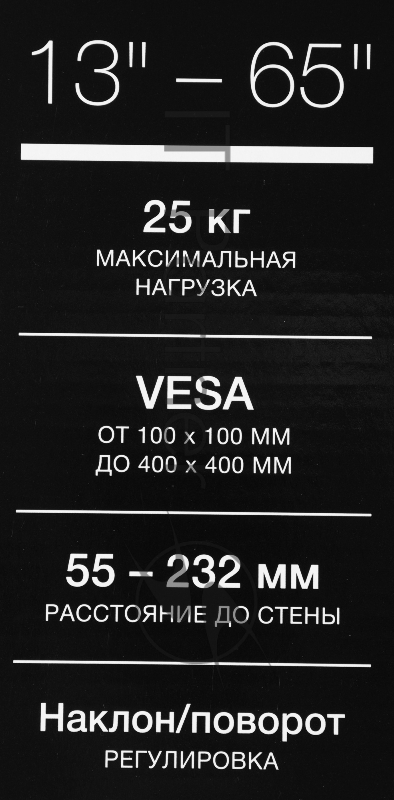 13" – 65"
25 кг
МАКСИМАЛЬНАЯ
НАГРУЗКА
VESA
ОТ 100 x 100 ММ
ДО 400 x 400 ММ
55 – 232 мм
РАССТОЯНИЕ ДО СТЕНЫ
Наклон/поворот
РЕГУЛИРОВКА